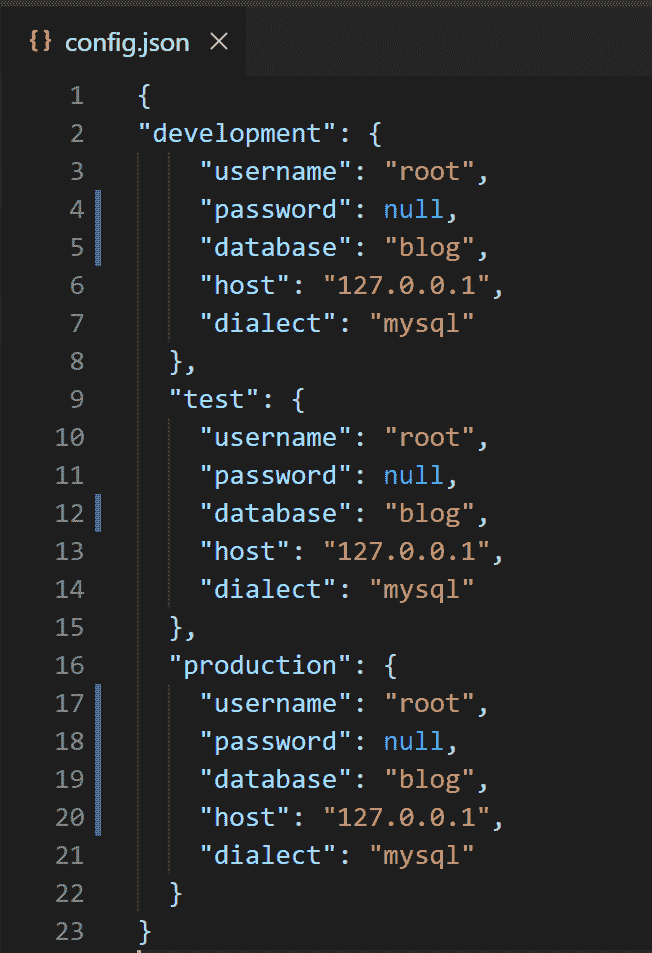 {} config.json ×
1 {
2 "development": {
3 "username": "root",
4 "password": null,
5 "database": "blog",
6 "host": "127.0.0.1",
7 "dialect": "mysql"
8 },
9 "test": {
10 "username": "root",
11 "password": null,
12 "database": "blog",
13 "host": "127.0.0.1",
14 "dialect": "mysql"
15 },
16 "production": {
17 "username": "root",
18 "password": null,
19 "database": "blog",
20 "host": "127.0.0.1",
21 "dialect": "mysql"
22 }
23 }